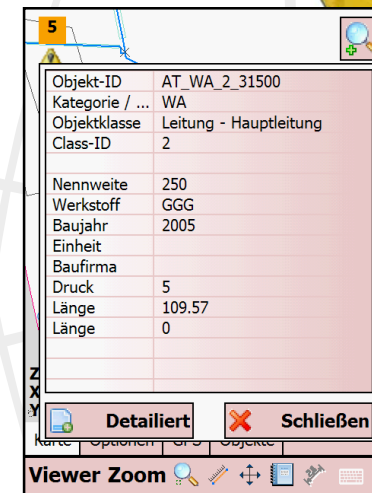 5
Objekt-ID AT_WA_2_31500
Kategorie / ... WA
Objektklasse Leitung - Hauptleitung
Class-ID 2
Nennweite 250
Werkstoff GGG
Baujahr 2005
Einheit
Baufirma
Druck 5
Länge 109.57
Länge 0
Z
X
Y
Detailiert Schließen
Karte Optionen GPS Objekte
Viewer Zoom